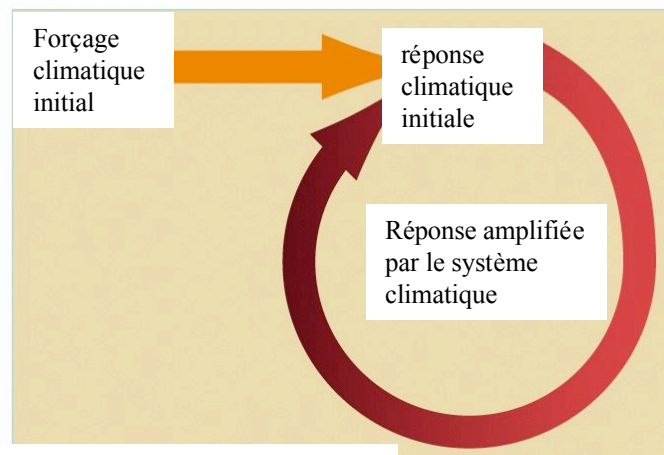 Forçage
climatique
initial
réponse
climatique
initiale
Réponse amplifiée
par le système
climatique